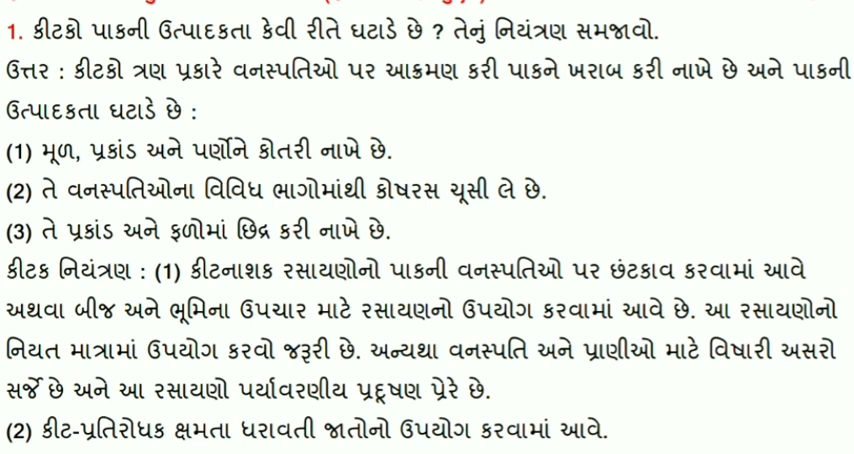 1. કીટકો પાકની ઉત્પાદકતા કેવી રીતે ઘટાડે છે ? તેનું નિયંત્રણ સમજાવો.
ઉત્તર : કીટકો ત્રણ પ્રકારે વનસ્પતિઓ પર આક્રમણ કરી પાકને ખરાબ કરી નાખે છે અને પાકની
ઉત્પાદકતા ઘટાડે છે :
(1) મૂળ, પ્રકાંડ અને પર્ણોને કોતરી નાખે છે.
(2) તે વનસ્પતિઓના વિવિધ ભાગોમાંથી કોષરસ ચૂસી લે છે.
(3) તે પ્રકાંડ અને ફળોમાં છિદ્ર કરી નાખે છે.
કીટક નિયંત્રણ : (1) કીટનાશક રસાયણોનો પાકની વનસ્પતિઓ પર છંટકાવ કરવામાં આવે
અથવા બીજ અને ભૂમિના ઉપચાર માટે રસાયણનો ઉપયોગ કરવામાં આવે છે. આ રસાયણોનો
નિયત માત્રામાં ઉપયોગ કરવો જરૂરી છે. અન્યથા વનસ્પતિ અને પ્રાણીઓ માટે વિષારી અસરો
સર્જે છે અને આ રસાયણો પર્યાવરણીય પ્રદૂષણ પ્રેરે છે.
(2) કીટ-પ્રતિરોધક ક્ષમતા ધરાવતી જાતોનો ઉપયોગ કરવામાં આવે.